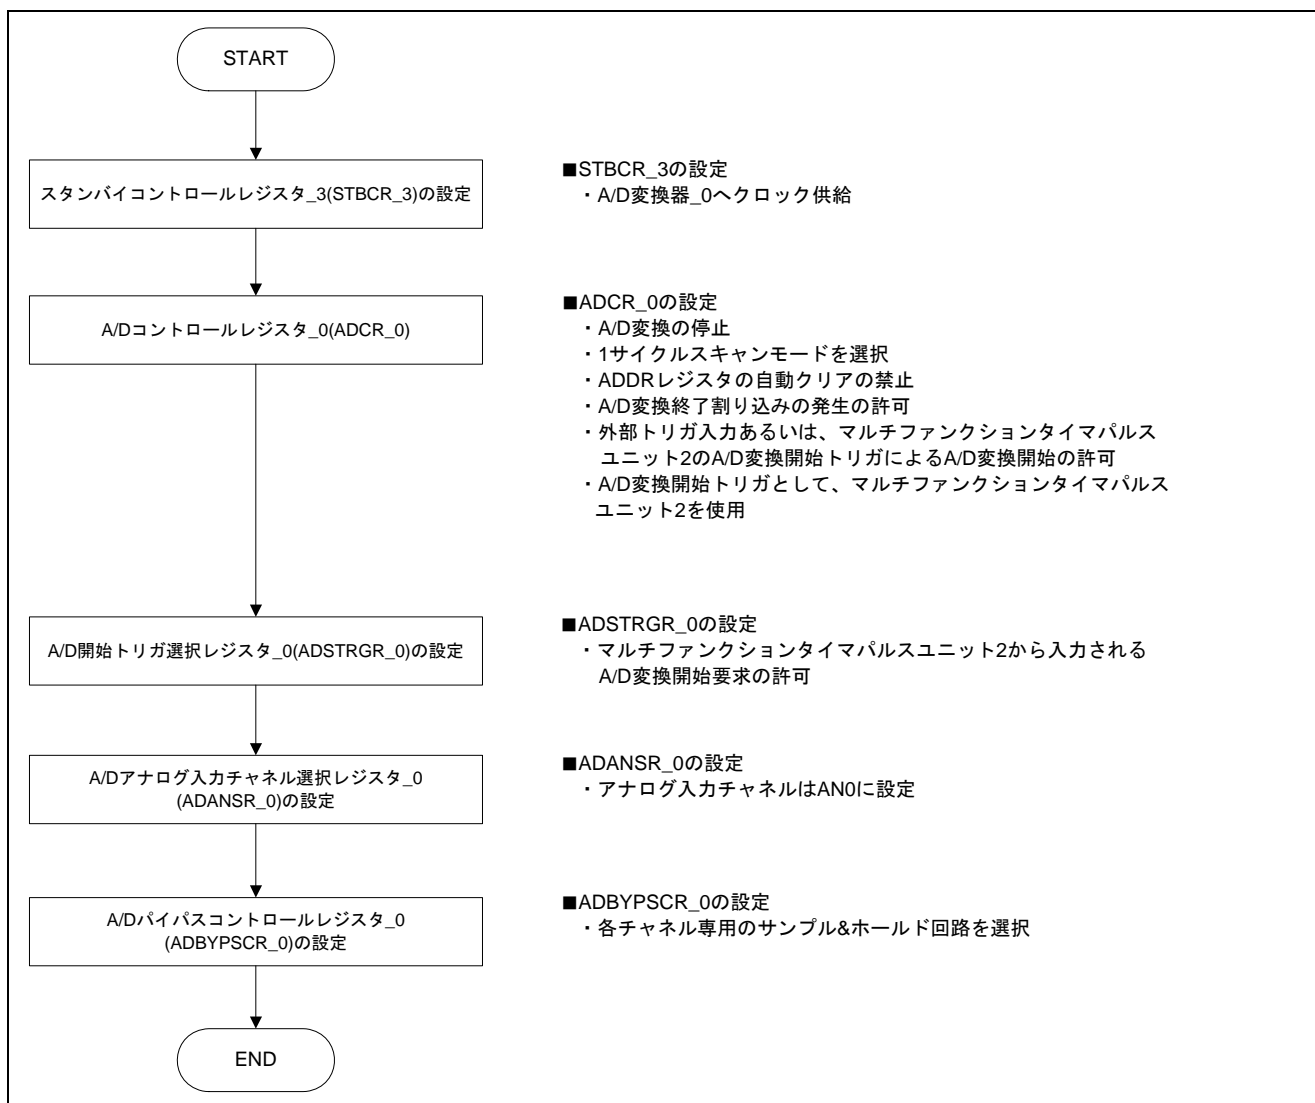 START
スタンバイコントロールレジスタ_3(STBCR_3)の設定
■STBCR_3の設定
・A/D変換器_0へクロック供給
A/Dコントロールレジスタ_0(ADCR_0)
■ADCR_0の設定
・A/D変換の停止
・1サイクルスキャンモードを選択
・ADDRレジスタの自動クリアの禁止
・A/D変換終了割り込みの発生の許可
・外部トリガ入力あるいは、マルチファンクションタイマパルス
ユニット2のA/D変換開始トリガによるA/D変換開始の許可
・A/D変換開始トリガとして、マルチファンクションタイマパルス
ユニット2を使用
A/D開始トリガ選択レジスタ_0(ADSTRGR_0)の設定
■ADSTRGR_0の設定
・マルチファンクションタイマパルスユニット2から入力される
A/D変換開始要求の許可
A/Dアナログ入力チャネル選択レジスタ_0
(ADANSR_0)の設定
■ADANSR_0の設定
・アナログ入力チャネルはAN0に設定
A/Dパイパスコントロールレジスタ_0
(ADBYPSCR_0)の設定
■ADBYPSCR_0の設定
・各チャネル専用のサンプル&ホールド回路を選択
END